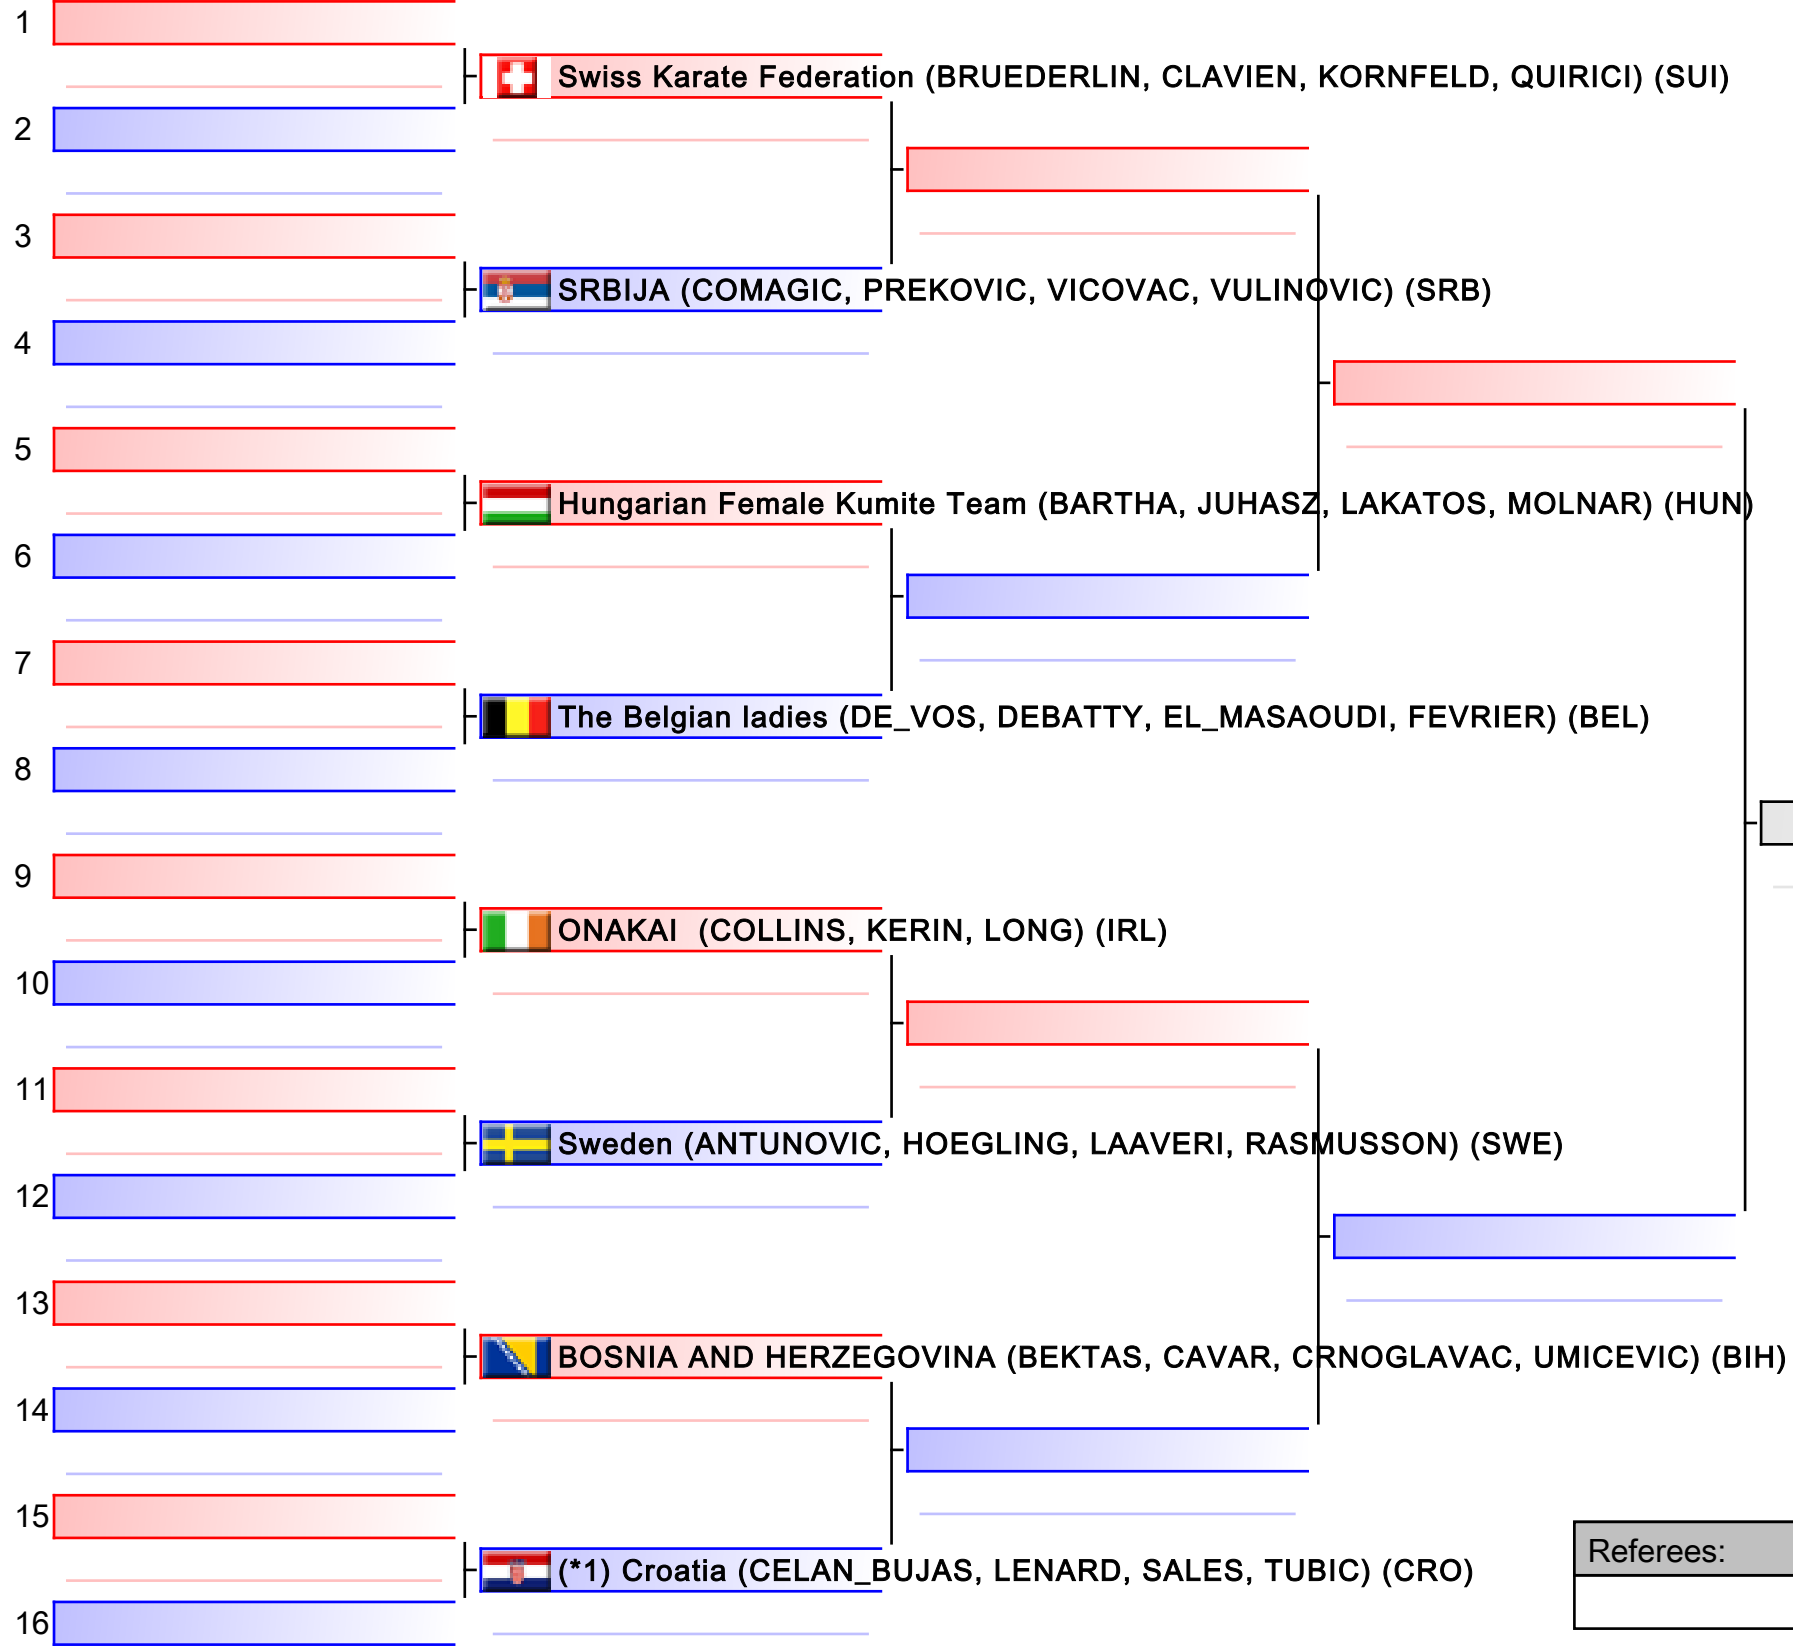 1
Swiss Karate Federation (BRUEDERLIN, CLAVIEN, KORNFELD, QUIRICI) (SUI)
2
3
SRBIJA (COMAGIC, PREKOVIC, VICOVAC, VULINOVIC) (SRB)
4
5
Hungarian Female Kumite Team (BARTHA, JUHASZ, LAKATOS, MOLNAR) (HUN)
6
7
The Belgian ladies (DE_VOS, DEBATTY, EL_MASAOUDI, FEVRIER) (BEL)
8
9
ONAKAI  (COLLINS, KERIN, LONG) (IRL)
10
11
Sweden (ANTUNOVIC, HOEGLING, LAAVERI, RASMUSSON) (SWE)
12
13
BOSNIA AND HERZEGOVINA (BEKTAS, CAVAR, CRNOGLAVAC, UMICEVIC) (BIH)
14
15
Referees:
(*1) Croatia (CELAN_BUJAS, LENARD, SALES, TUBIC) (CRO)
16